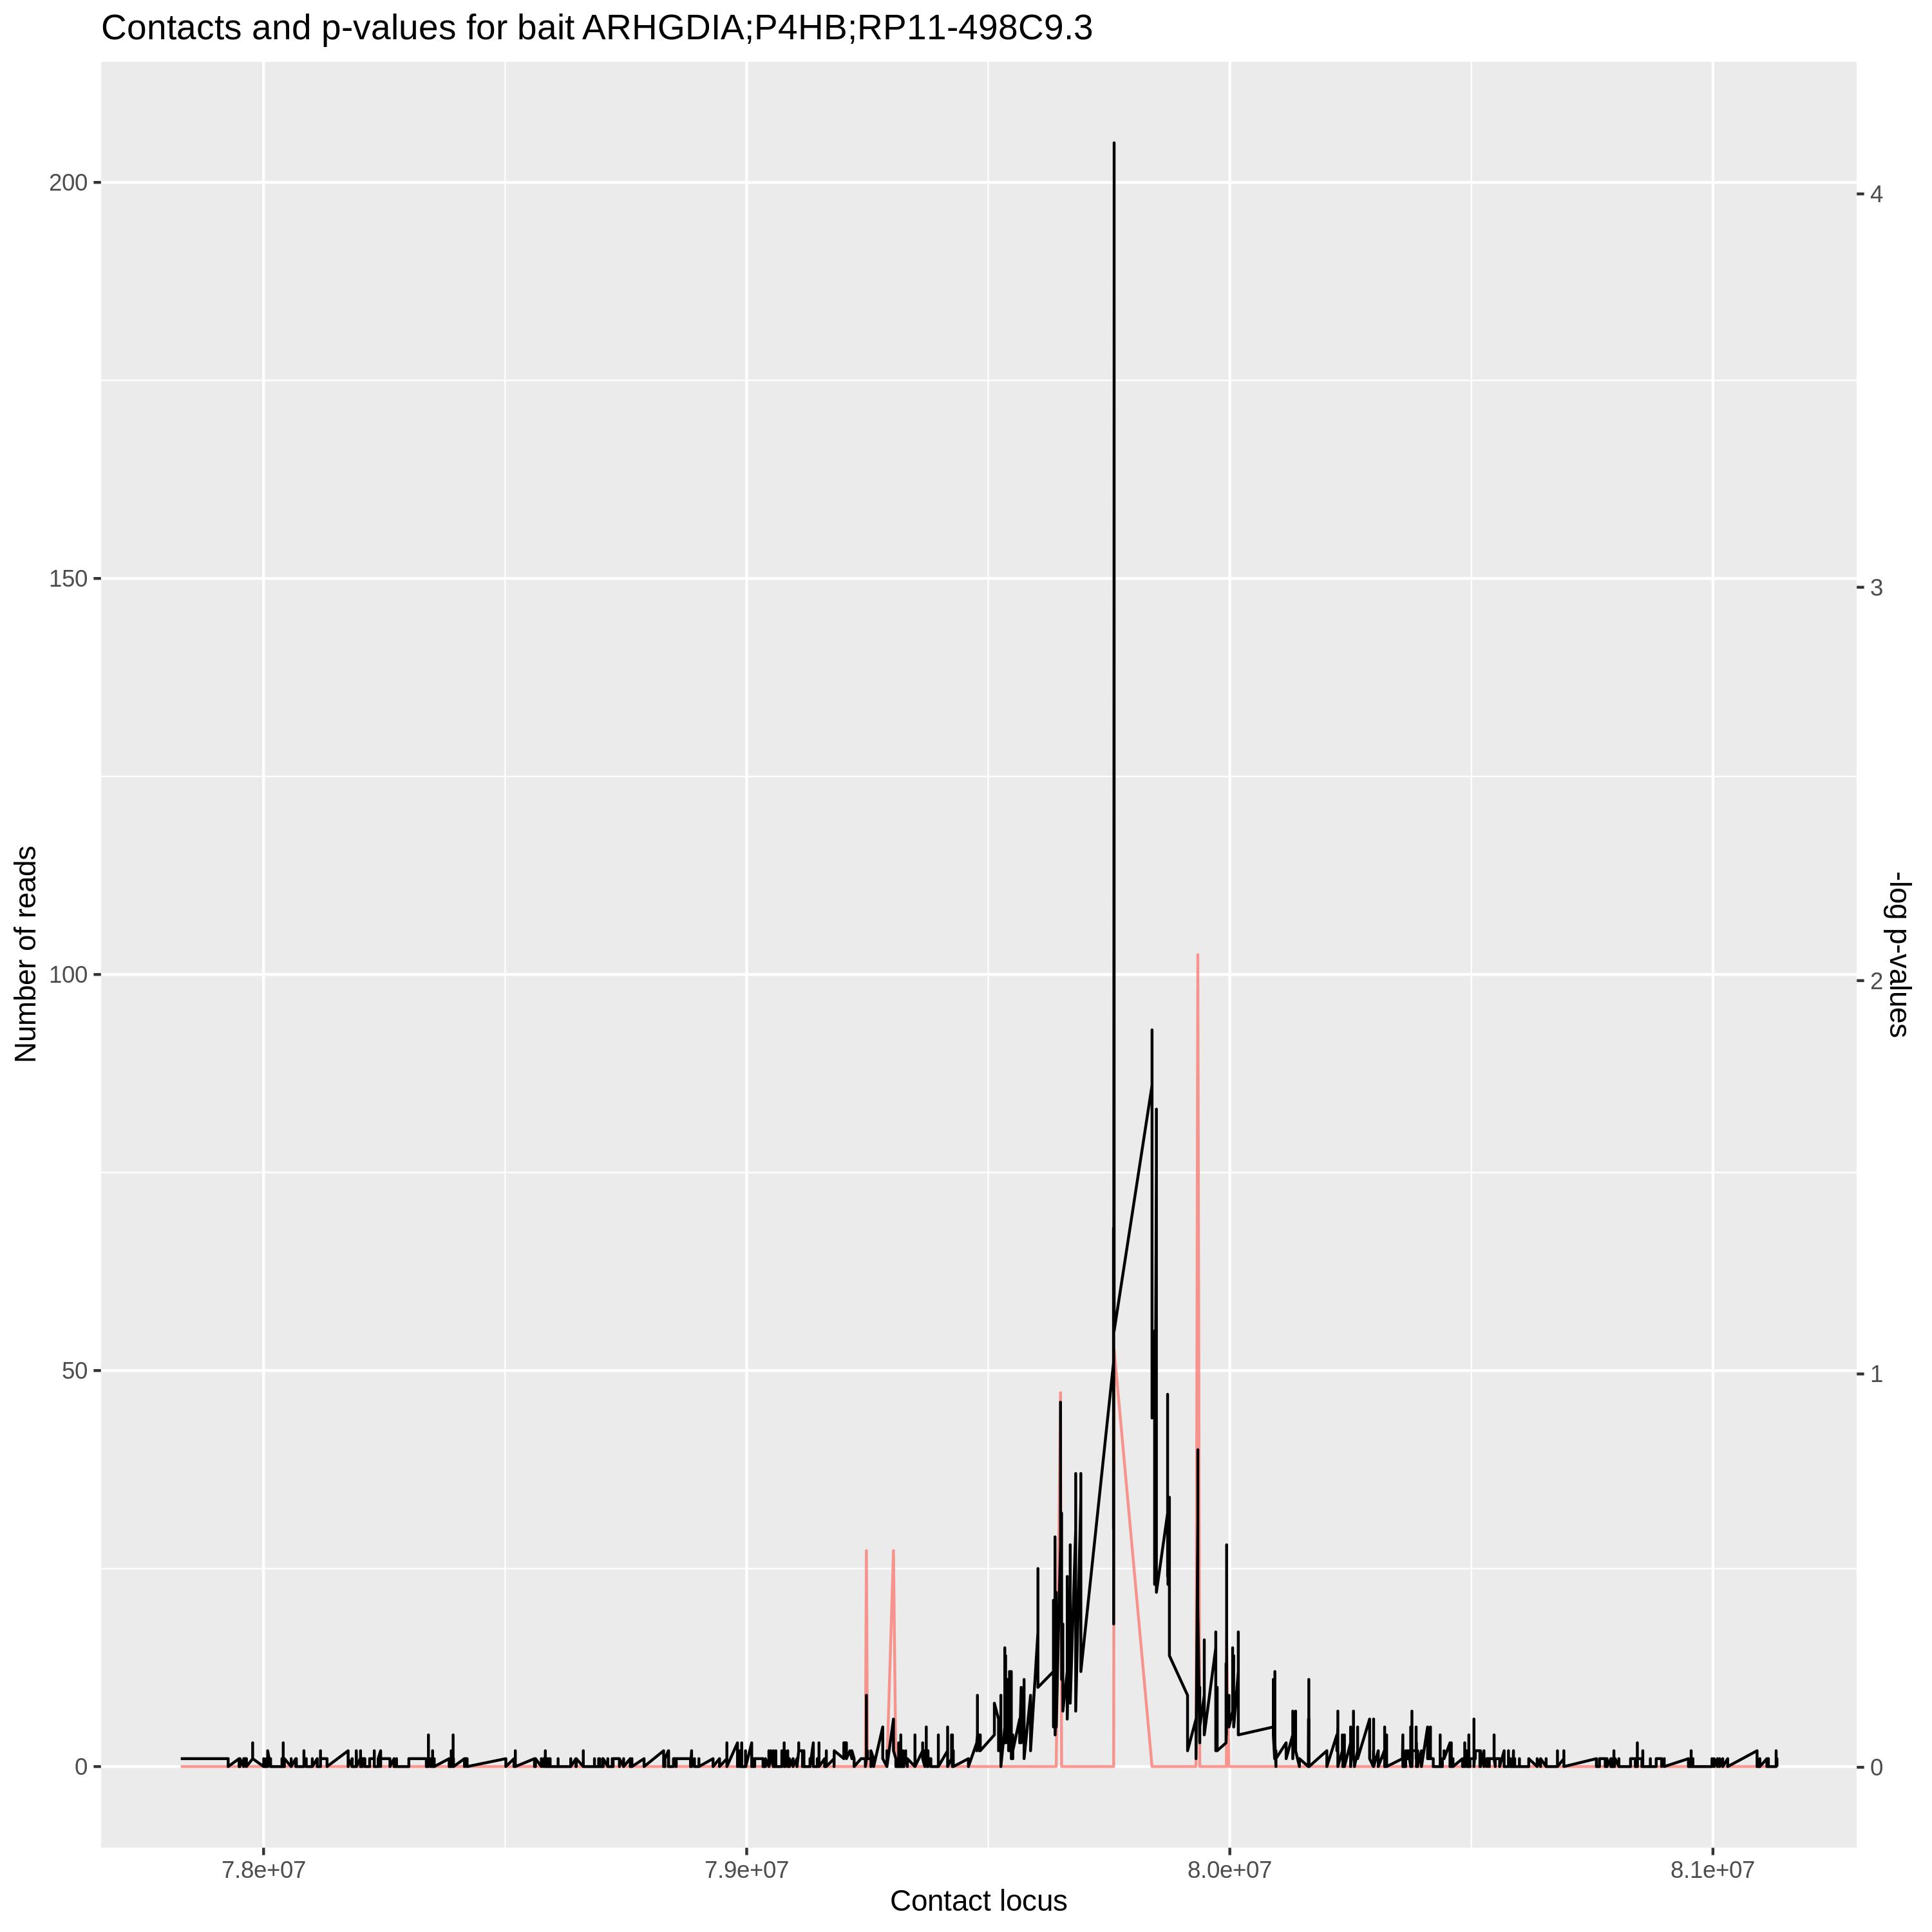 Contacts and p-values for bait ARHGDIA;P4HB;RP11-498C9.3
200
150
100
50
0
Number of reads
4
3
2
1
0
-log p-values
7.8e+07
7.9e+07
8.0e+07
8.1e+07
Contact locus